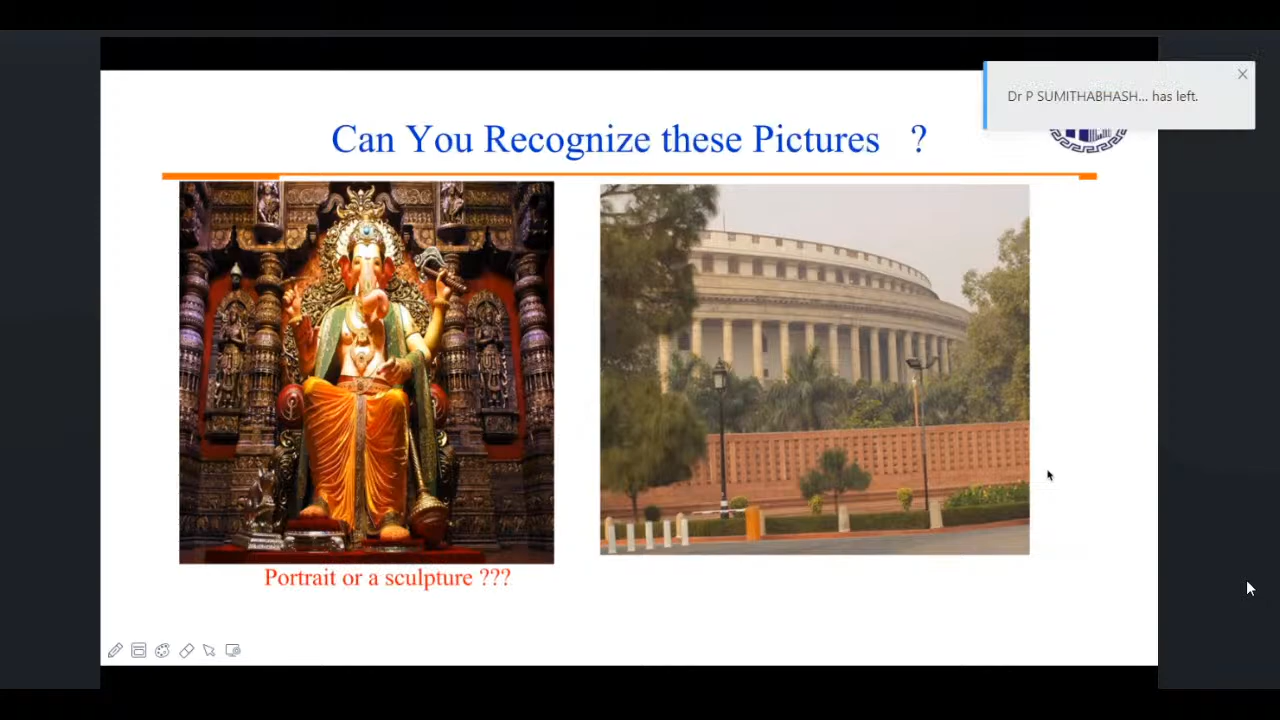 Dr P SUMITHABHASH... has left.
Can You Recognize these Pictures ?
Portrait or a sculpture ???